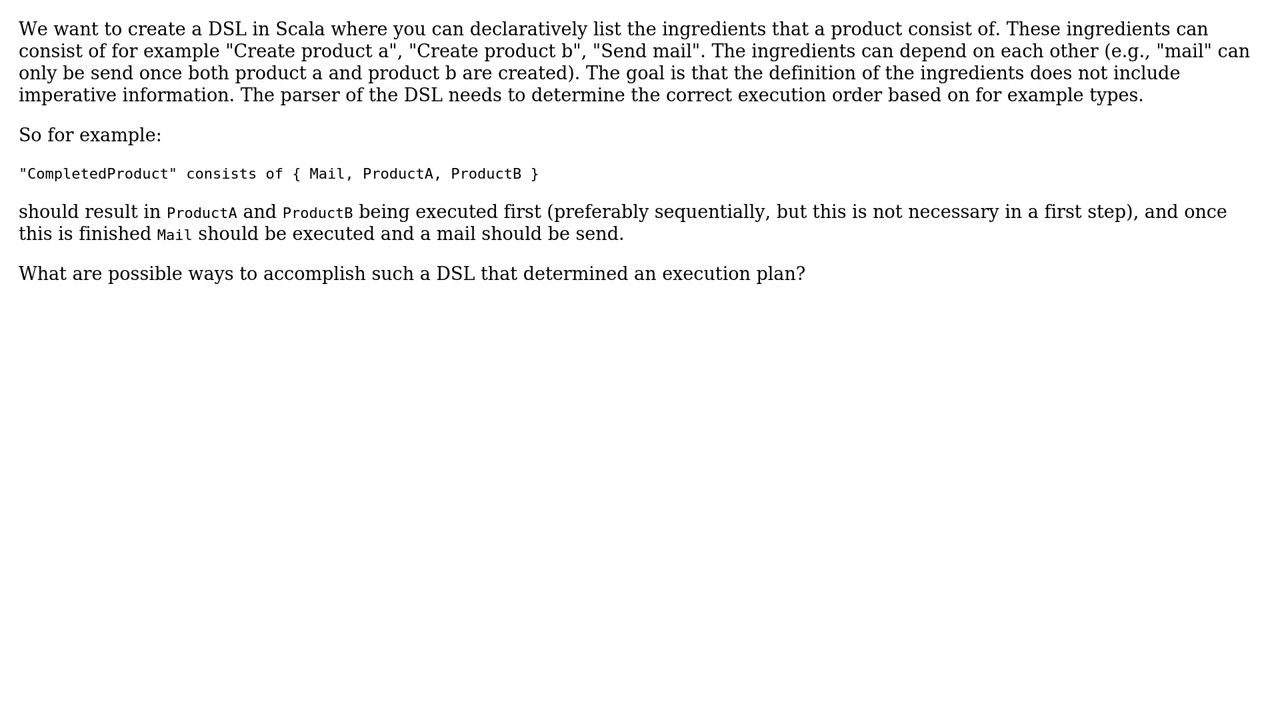 We want to create a DSL in Scala where you can declaratively list the ingredients that a product consist of. These ingredients can
consist of for example "Create product a", "Create product b", "Send mail". The ingredients can depend on each other (e.g., "mail" can
only be send once both product a and product b are created). The goal is that the definition of the ingredients does not include
imperative information. The parser of the DSL needs to determine the correct execution order based on for example types.
So for example:
"CompletedProduct" consists of { Mail, ProductA, ProductB }
should result in ProductA and ProductB being executed first (preferably sequentially, but this is not necessary in a first step), and once
this is finished Mail should be executed and a mail should be send.
What are possible ways to accomplish such a DSL that determined an execution plan?